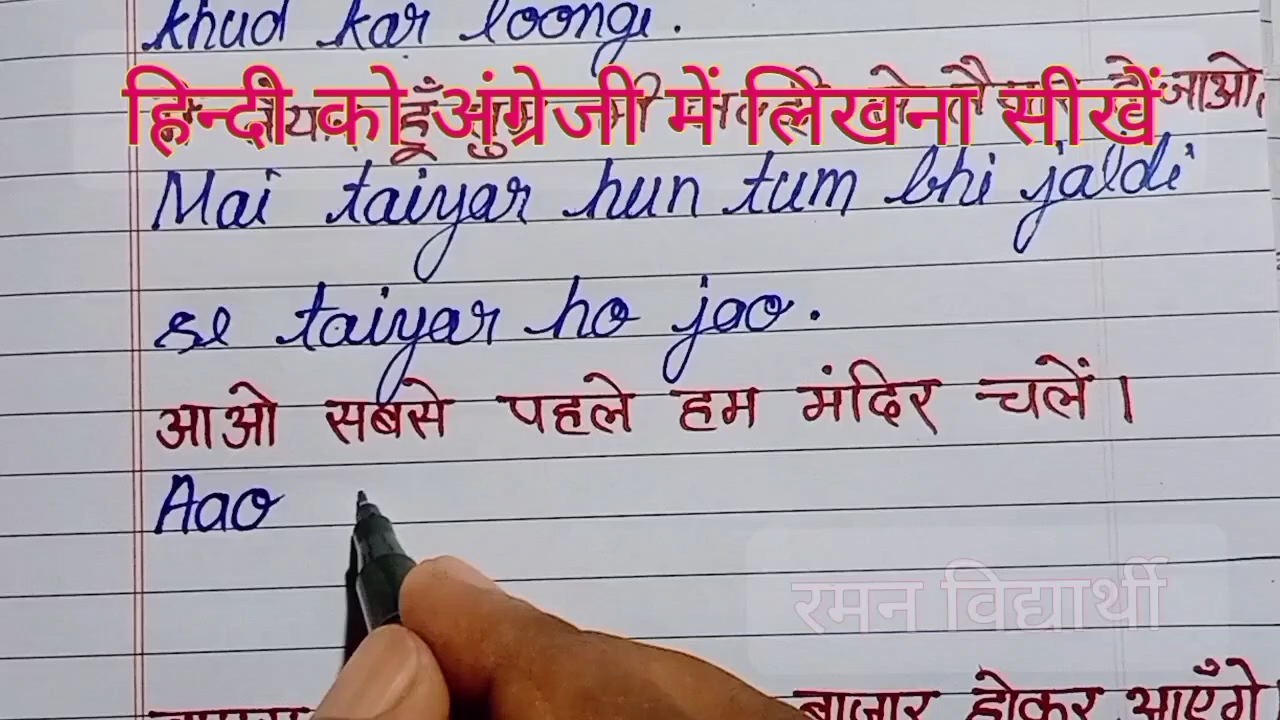 khud kar loongi.
हिन्दी को अंग्रेजी में लिखना सीखें
हूँ जाओ।
Mai taiyar hun tum bhi jaldi
se taiyar ho jao.
आओ सबसे पहले हम मंदिर चलें।
Aao
रमन विद्यार्थी
बाजार होकर आएँगे।